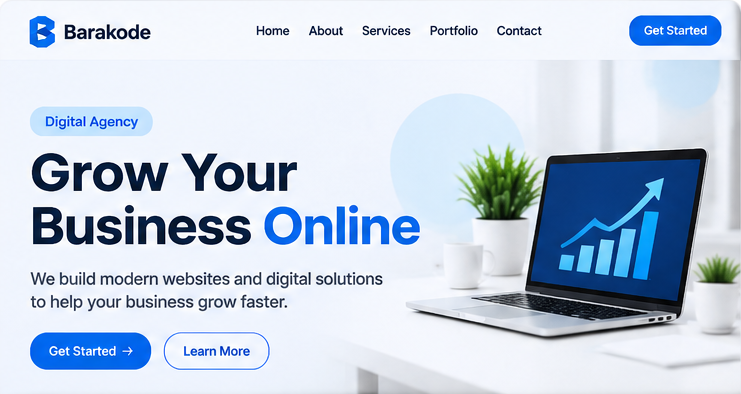 Barakode
Home About Services Portfolio Contact
Get Started
Digital Agency
Grow Your
Business Online
We build modern websites and digital solutions
to help your business grow faster.
Get Started →
Learn More